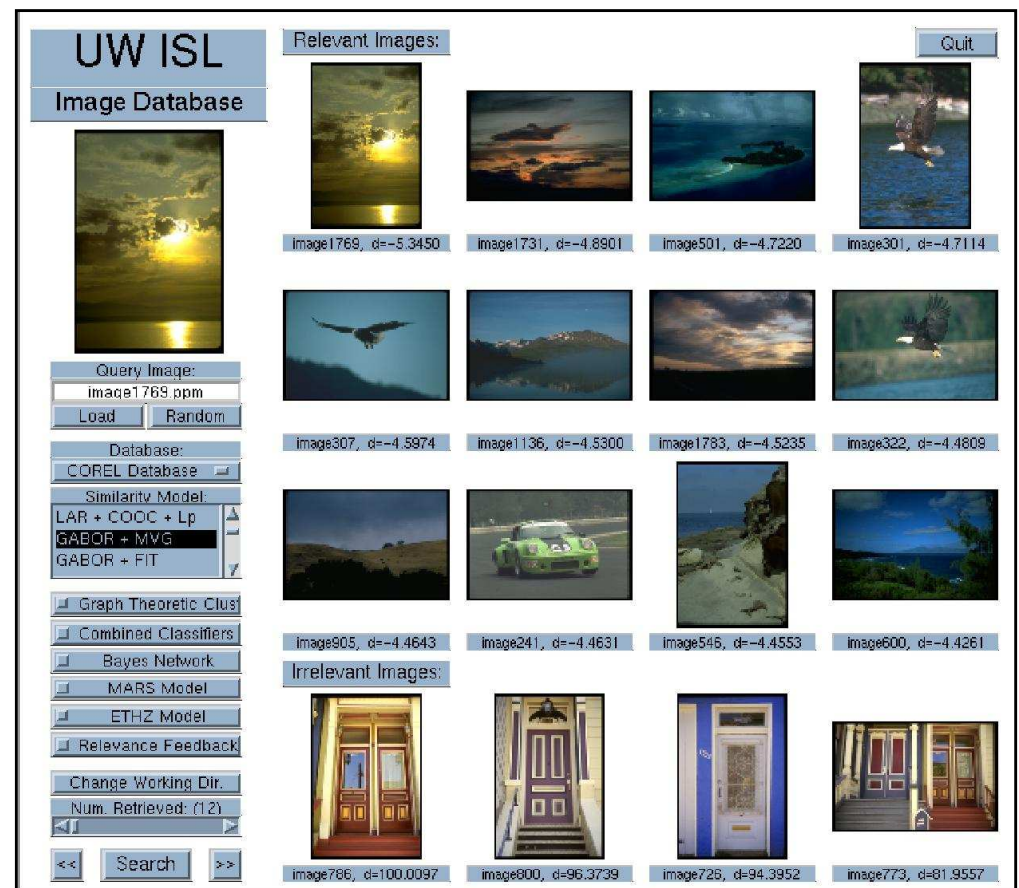 UW ISL
Image Database
Query Image:
image1769.ppm
Load
Random
Database:
COREL Database
Similarity Model:
LAR + COOC + Lp
GABOR + MVG
GABOR + FIT
Graph Theoretic Clust
Combined Classifiers
Bayes Network
MARS Model
ETHZ Model
Relevance Feedback
Change Working Dir.
Num. Retrieved: (12)
<<
Search
>>
Relevant Images:
Quit
image1769, d=-5.3450
image1731, d=-4.8901
image501, d=-4.7220
image301, d=-4.7114
image307, d=-4.5974
image1136, d=-4.5300
image1783, d=-4.5235
image322, d=-4.4809
image905, d=-4.4643
image241, d=-4.4631
image546, d=-4.4553
image600, d=-4.4261
Irrelevant Images:
image786, d=100.0097
image800, d=96.3739
image726, d=94.3952
image773, d=81.9557